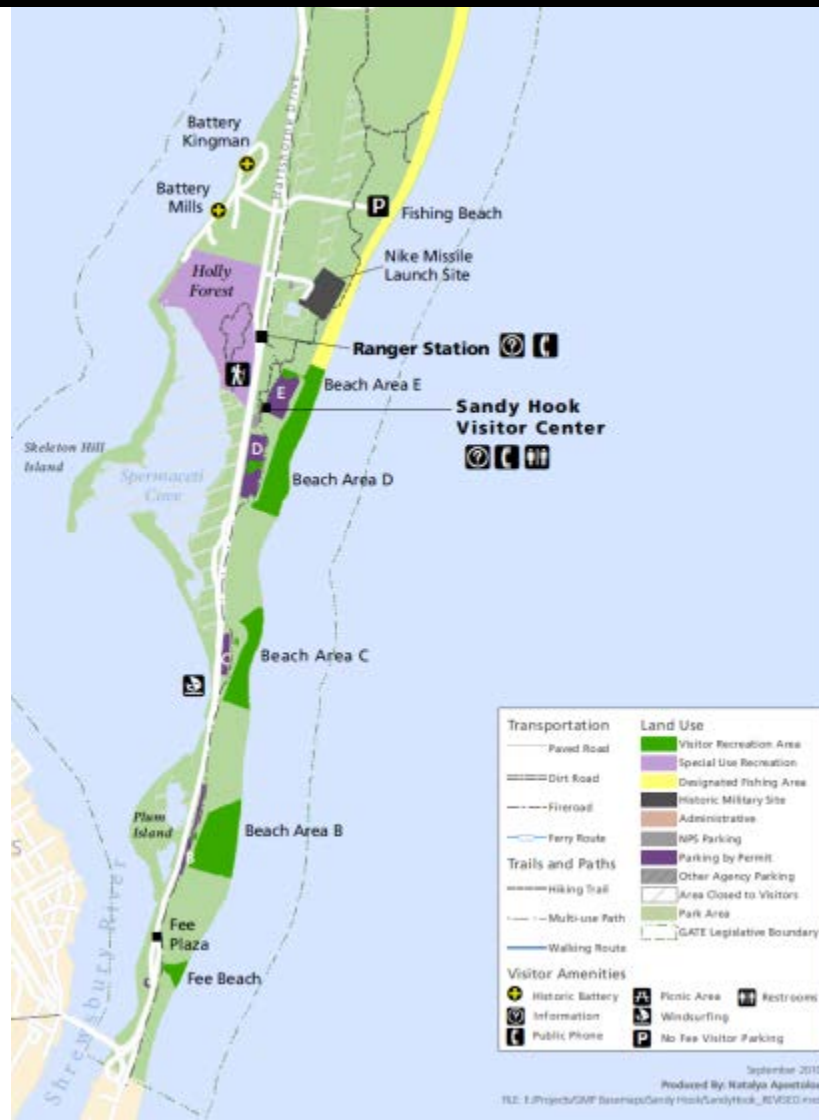 Hartshorne Drive
Battery
Kingman
Battery
Mills
P
Fishing Beach
Nike Missile
Launch Site
Holly
Forest
Ranger Station
Beach Area E
E
Sandy Hook
Visitor Center
D
Skeleton Hill
Island
Spermaceti
Cove
Beach Area D
C
Beach Area C
Plum
Island
B
Beach Area B
Fee
Plaza
Fee Beach
Shrewsbury River
Transportation
Paved Road
Dirt Road
Fireroad
Ferry Route
Trails and Paths
Hiking Trail
Multi-use Path
Walking Route
Land Use
Visitor Recreation Area
Special Use Recreation
Designated Fishing Area
Historic Military Site
Administrative
NPS Parking
Parking by Permit
Other Agency Parking
Area Closed to Visitors
Park Area
GATE Legislative Boundary
Visitor Amenities
Historic Battery
Picnic Area
Restrooms
Information
Windsurfing
Public Phone
P
No Fee Visitor Parking
September
Produced By: Natalya